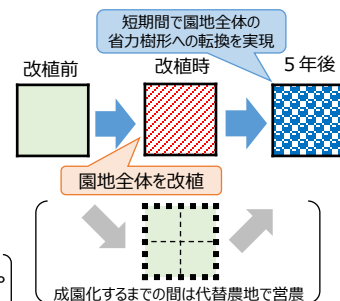 短期間で園地全体の
省力樹形への転換を実現
改植前
改植時
５年後
園地全体を改植
成園化するまでの間は代替農地で営農